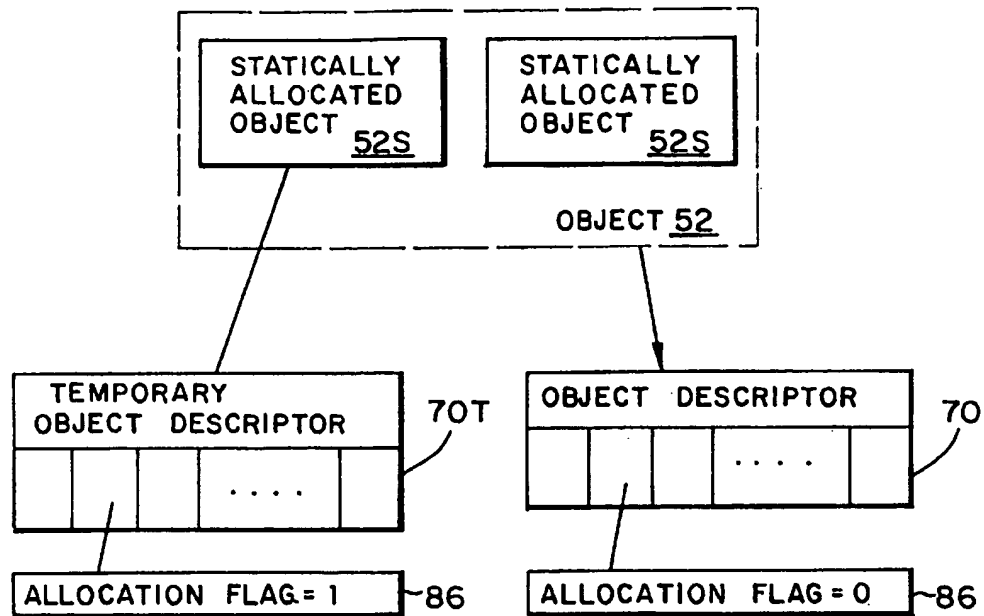 STATICALLY
ALLOCATED
OBJECT 52S
STATICALLY
ALLOCATED
OBJECT 52S
OBJECT 52
TEMPORARY
OBJECT DESCRIPTOR
70T
OBJECT DESCRIPTOR
70
. . . .
. . . .
ALLOCATION FLAG = 1
86
ALLOCATION FLAG = 0
86